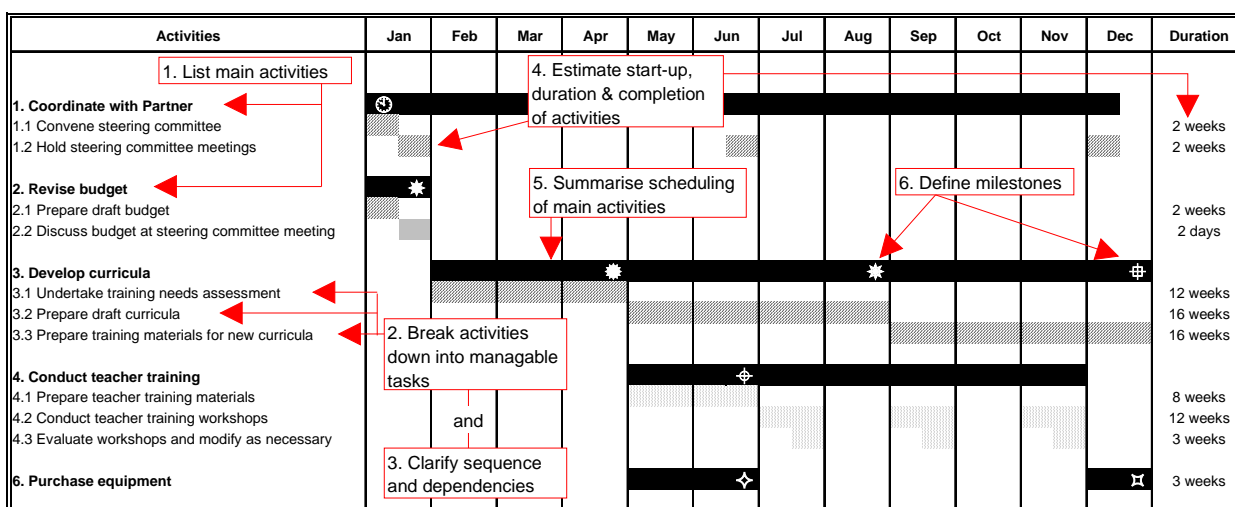 Activities Jan Feb Mar Apr May Jun Jul Aug Sep Oct Nov Dec Duration
1. List main activities
4. Estimate start-up,
duration & completion
of activities
1. Coordinate with Partner
1.1 Convene steering committee 2 weeks
1.2 Hold steering committee meetings 2 weeks
2. Revise budget
5. Summarise scheduling
of main activities
6. Define milestones
2.1 Prepare draft budget 2 weeks
2.2 Discuss budget at steering committee meeting 2 days
3. Develop curricula
3.1 Undertake training needs assessment 12 weeks
3.2 Prepare draft curricula 16 weeks
3.3 Prepare training materials for new curricula 16 weeks
2. Break activities
down into managable
tasks
4. Conduct teacher training
4.1 Prepare teacher training materials 8 weeks
4.2 Conduct teacher training workshops 12 weeks
and
4.3 Evaluate workshops and modify as necessary 3 weeks
3. Clarify sequence
and dependencies
6. Purchase equipment 3 weeks